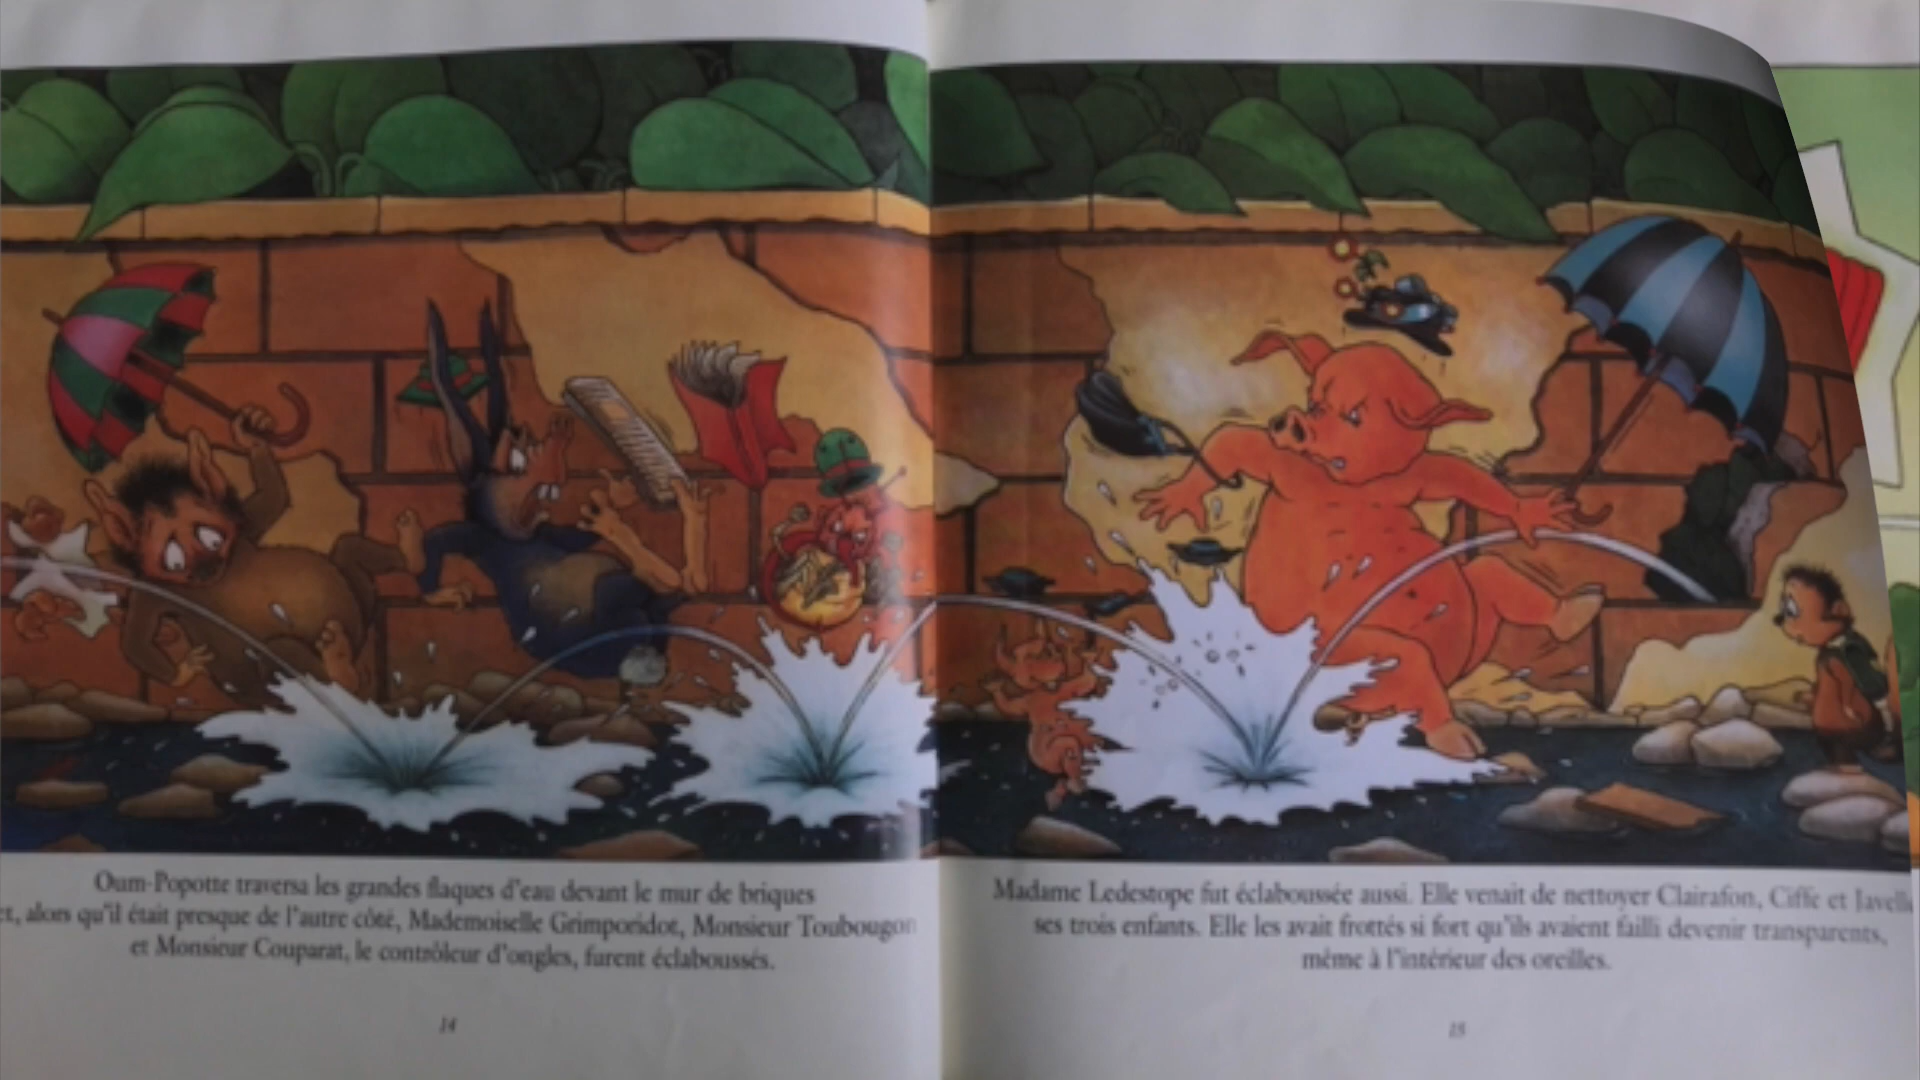 Oum-Popotte traversa les grandes flaques d'eau devant le mur de briques
et, alors qu'il était presque de l'autre côté, Mademoiselle Grimporidot, Monsieur Toubougon
et Monsieur Couparat, le contrôleur d'ongles, furent éclaboussés.
14
Madame Ledestope fut éclaboussée aussi. Elle venait de nettoyer Clairafon, Ciffe et Javelle
ses trois enfants. Elle les avait frottés si fort qu'ils avaient failli devenir transparents,
même à l'intérieur des oreilles.
15